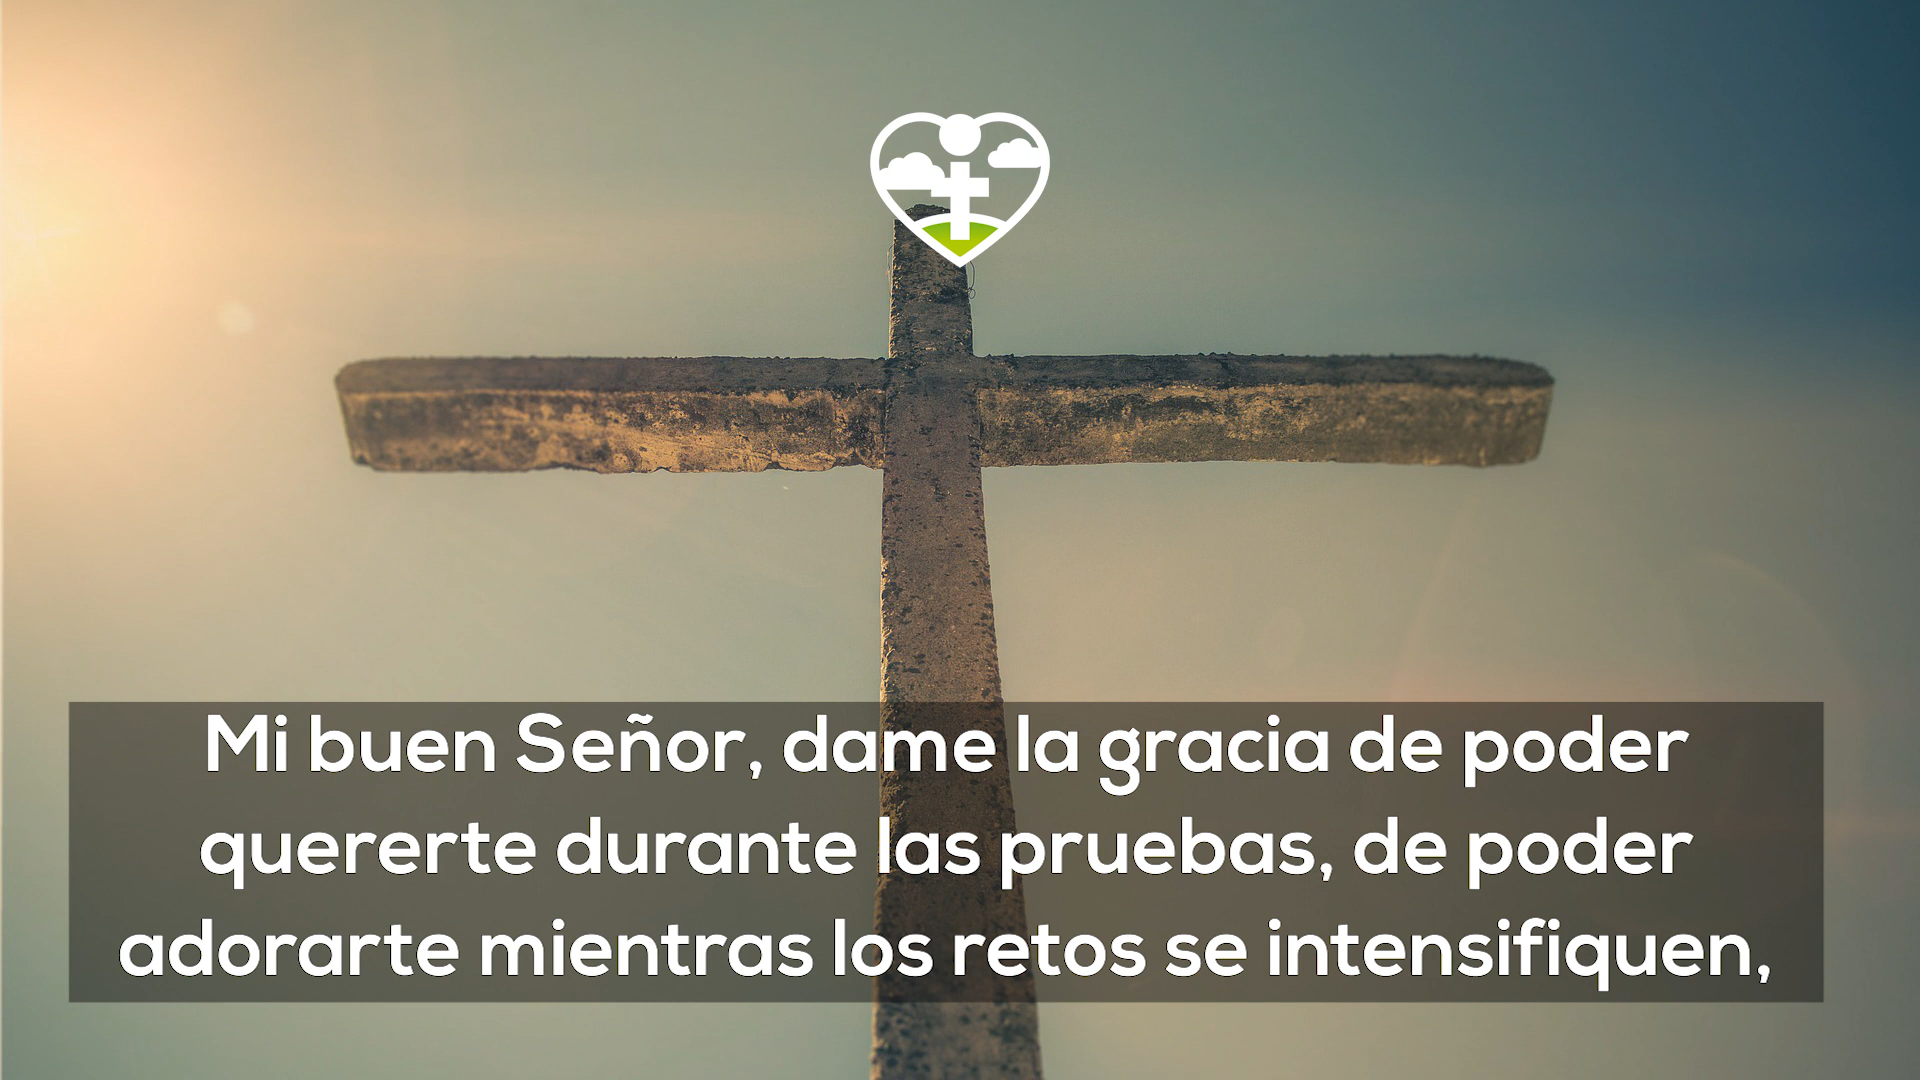 Mi buen Señor, dame la gracia de poder
quererte durante las pruebas, de poder
adorarte mientras los retos se intensifiquen,